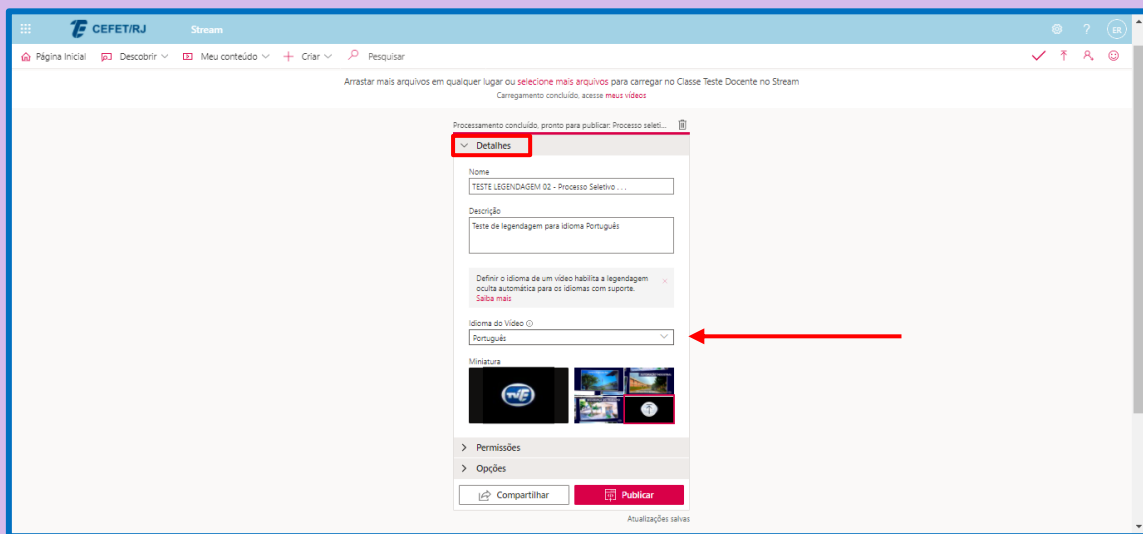 CEFET/RJ
Stream
?
ER
Página Inicial
Descobrir
Meu conteúdo
Criar
Pesquisar
Arrastar mais arquivos em qualquer lugar ou selecione mais arquivos para carregar no Classe Teste Docente no Stream
Carregamento concluído, acesse meus vídeos
Processamento concluído, pronto para publicar: Processo seleti...
Detalhes
Nome
TESTE LEGENDAGEM 02 - Processo Seletivo . . .
Descrição
Teste de legendagem para idioma Português
Definir o idioma de um vídeo habilita a legendagem
oculta automática para os idiomas com suporte.
Saiba mais
Idioma do Vídeo
Português
Miniatura
Permissões
Opções
Compartilhar
Publicar
Atualizações salvas